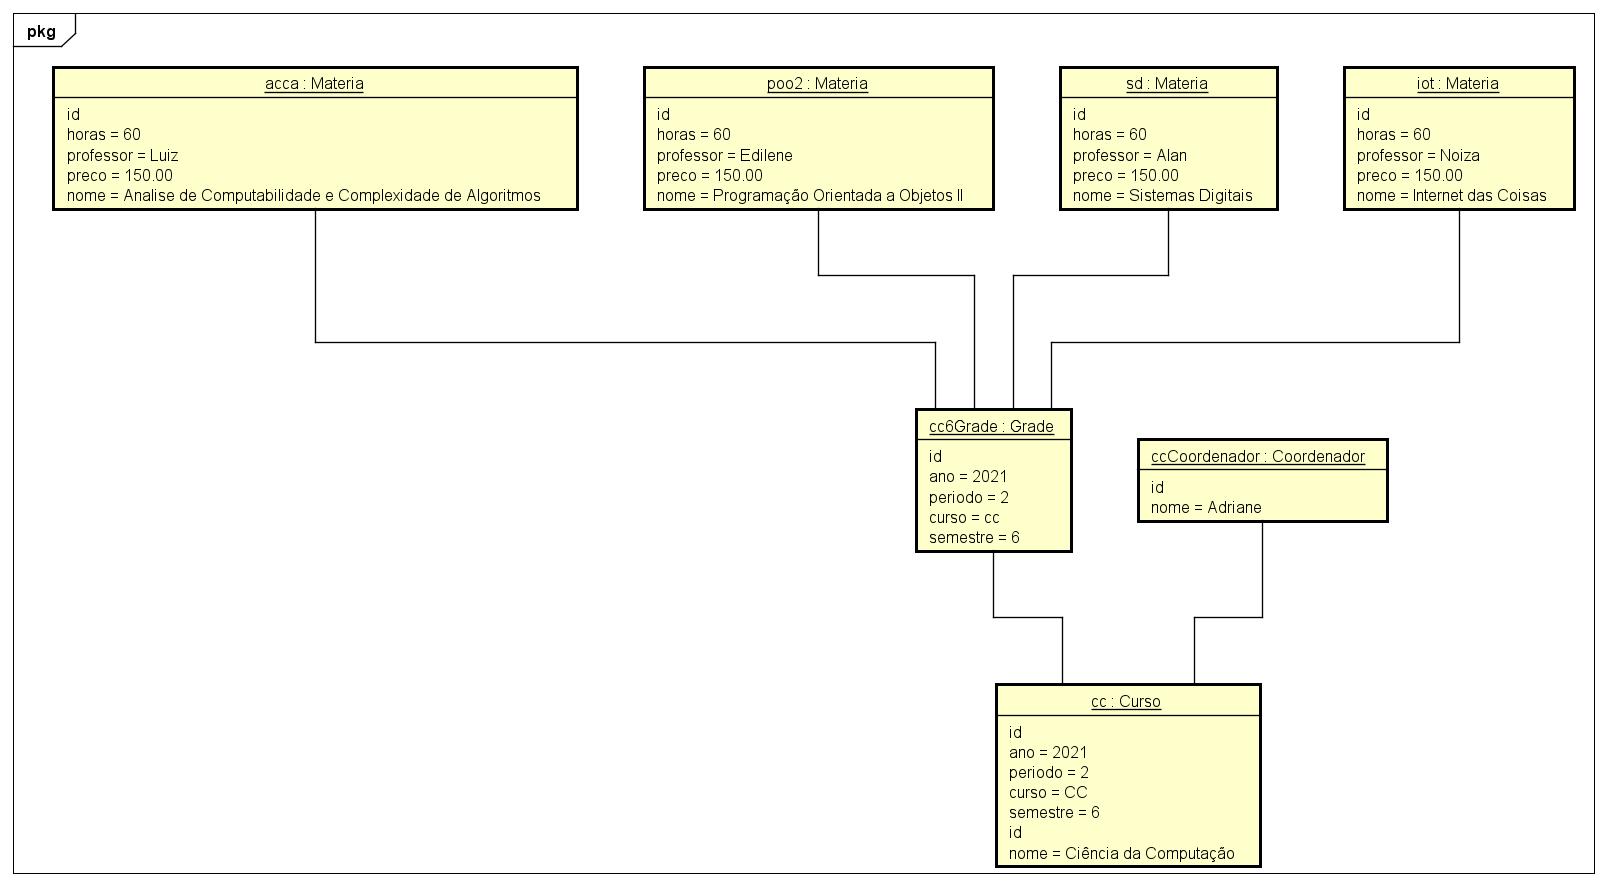 pkg
acca : Materia
id
horas = 60
professor = Luiz
preco = 150.00
nome = Analise de Computabilidade e Complexidade de Algoritmos
poo2 : Materia
id
horas = 60
professor = Edilene
preco = 150.00
nome = Programação Orientada a Objetos II
sd : Materia
id
horas = 60
professor = Alan
preco = 150.00
nome = Sistemas Digitais
iot : Materia
id
horas = 60
professor = Noiza
preco = 150.00
nome = Internet das Coisas
cc6Grade : Grade
id
ano = 2021
periodo = 2
curso = cc
semestre = 6
ccCoordenador : Coordenador
id
nome = Adriane
cc : Curso
id
ano = 2021
periodo = 2
curso = CC
semestre = 6
id
nome = Ciência da Computação